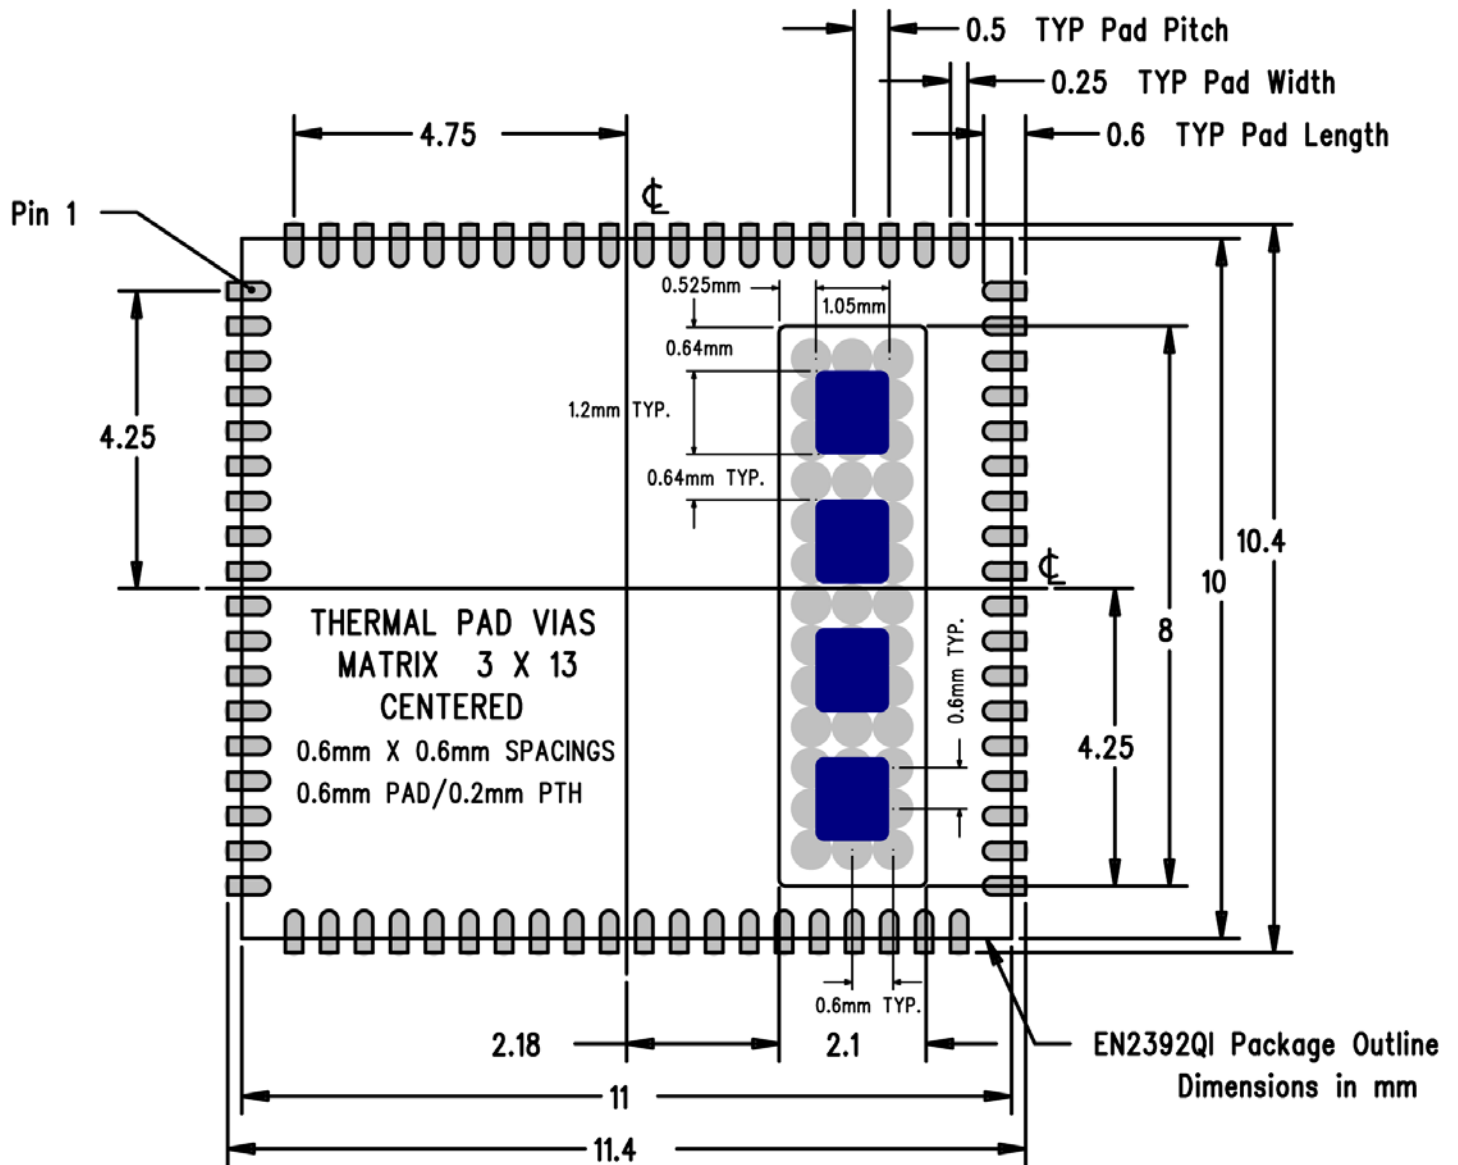 0.5 TYP Pad Pitch
0.25 TYP Pad Width
4.75
0.6 TYP Pad Length
℄
Pin 1
0.525mm
1.05mm
0.64mm
1.2mm TYP.
4.25
0.64mm TYP.
10.4
℄
10
THERMAL PAD VIAS
MATRIX 3 X 13
CENTERED
0.6mm X 0.6mm SPACINGS
0.6mm PAD/0.2mm PTH
8
0.6mm TYP.
4.25
0.6mm TYP.
2.18
2.1
EN2392QI Package Outline
Dimensions in mm
11
11.4